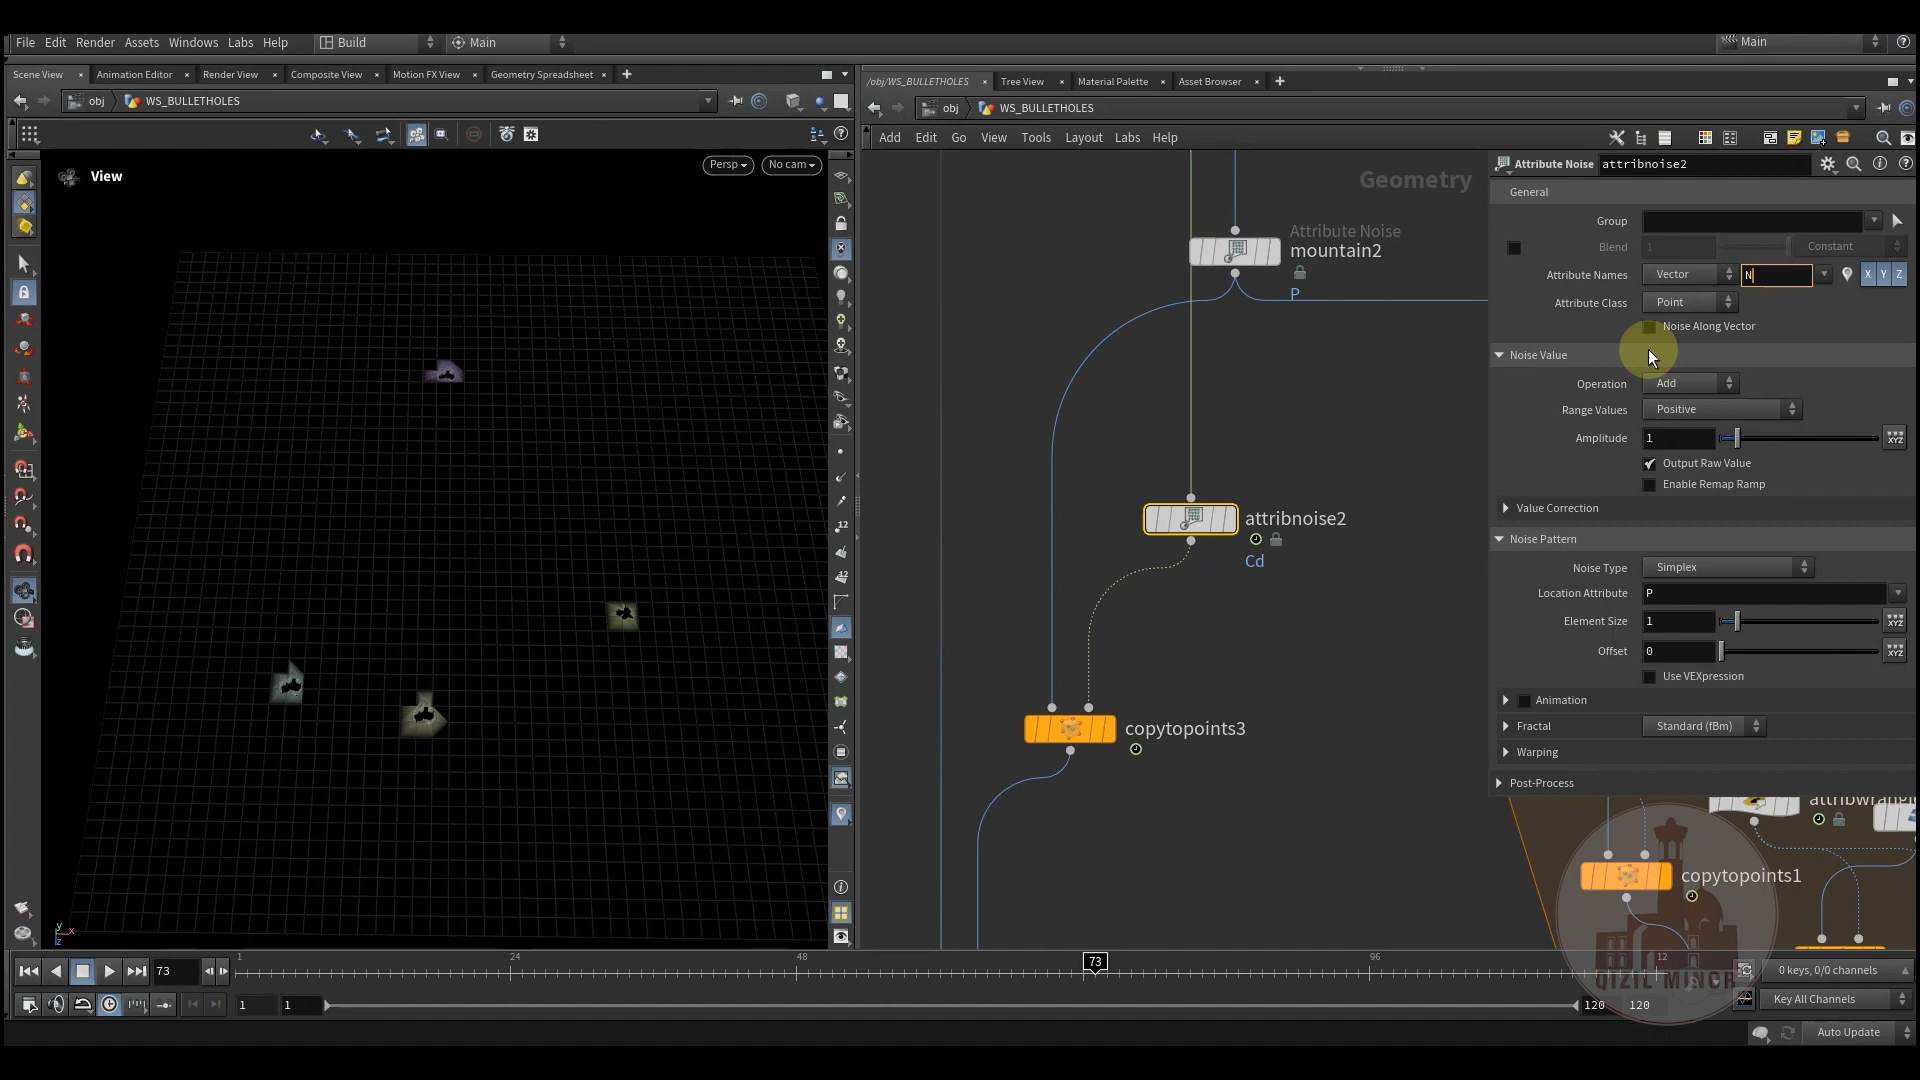 File Edit Render Assets Windows Labs Help Build Main Main
Scene View Animation Editor Render View Composite View Motion FX View Geometry Spreadsheet
/obj/WS_BULLETHOLES Tree View Material Palette Asset Browser
obj WS_BULLETHOLES
obj WS_BULLETHOLES
Add Edit Go View Tools Layout Labs Help
View
Persp No cam
Geometry
Attribute Noise
mountain2
P
attribnoise2
Cd
copytopoints3
copytopoints1
Attribute Noise attribnoise2
General
Group
Blend 1 Constant
Attribute Names Vector N X Y Z
Attribute Class Point
Noise Along Vector
Noise Value
Operation Add
Range Values Positive
Amplitude 1
Output Raw Value
Enable Remap Ramp
Value Correction
Noise Pattern
Noise Type Simplex
Location Attribute P
Element Size 1
Offset 0
Use VEXpression
Animation
Fractal Standard (fBm)
Warping
Post-Process
QIZIL MINOR
73 1 24 48 73 96 12
0 keys, 0/0 channels
1 1 120 120
Key All Channels
Auto Update